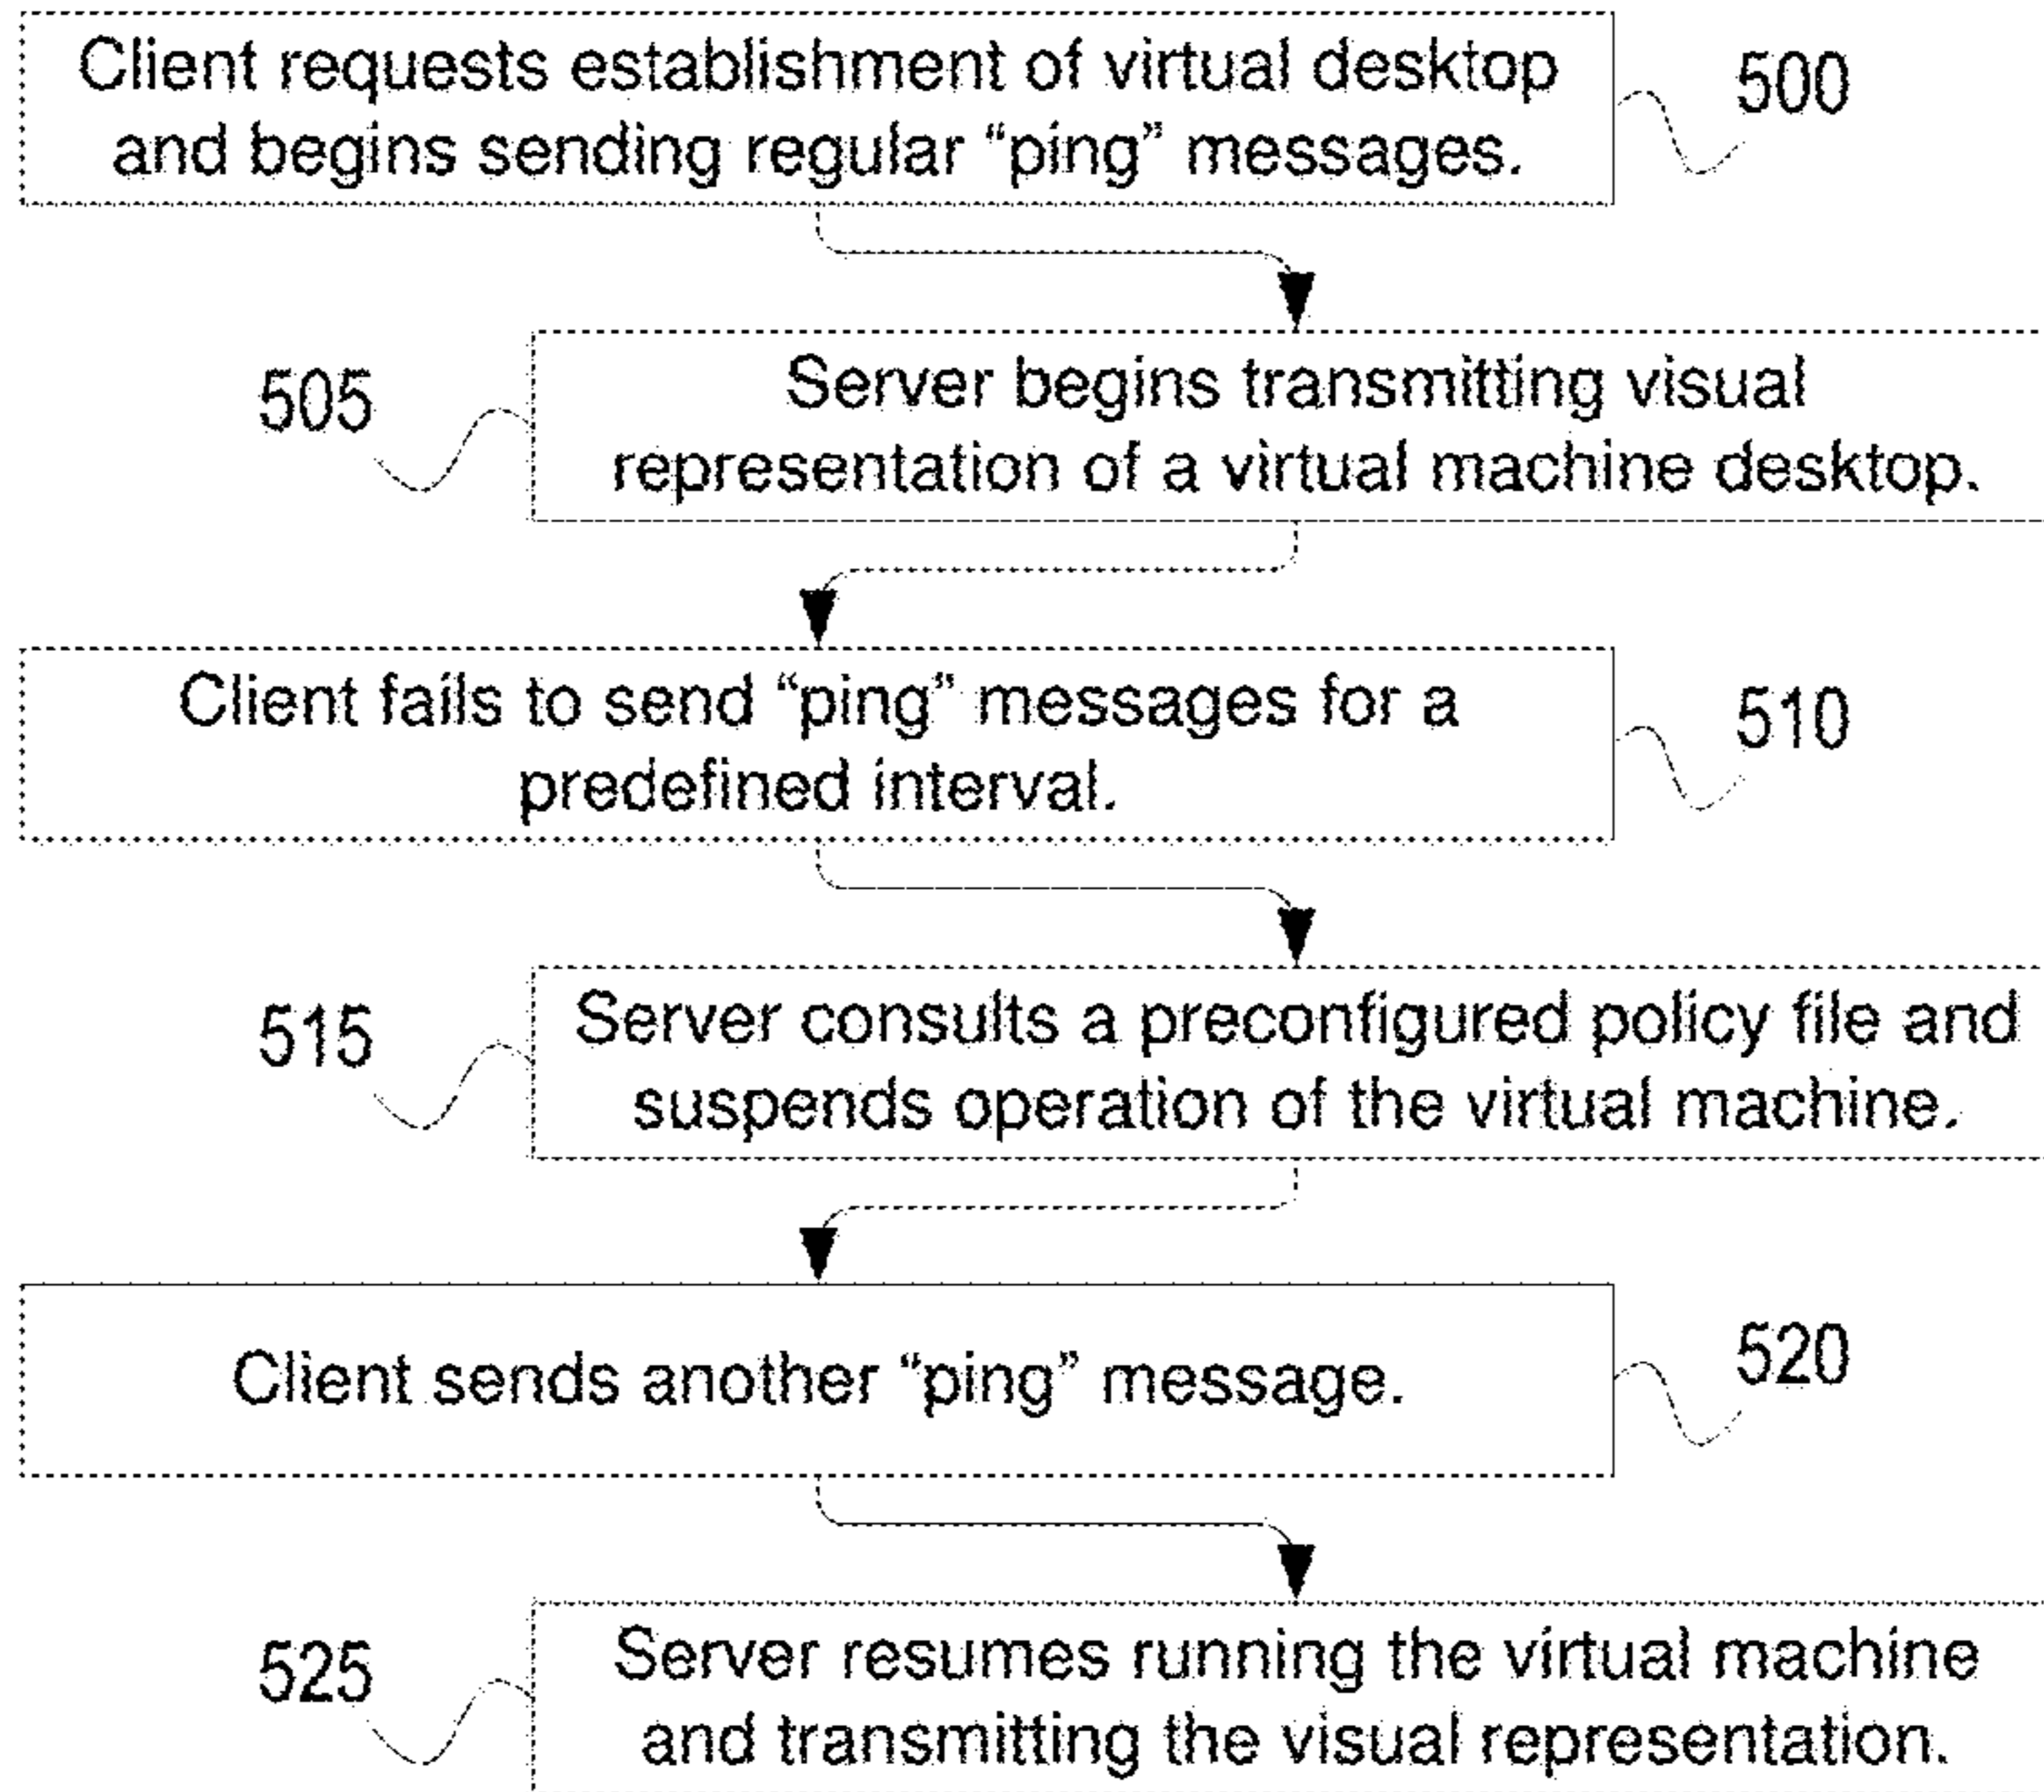 Client requests establishment of virtual desktop
and begins sending regular “ping” messages.
500
505
Server begins transmitting visual
representation of a virtual machine desktop.
Client fails to send “ping” messages for a
predefined interval.
510
515
Server consults a preconfigured policy file and
suspends operation of the virtual machine.
Client sends another “ping” message.
520
525
Server resumes running the virtual machine
and transmitting the visual representation.